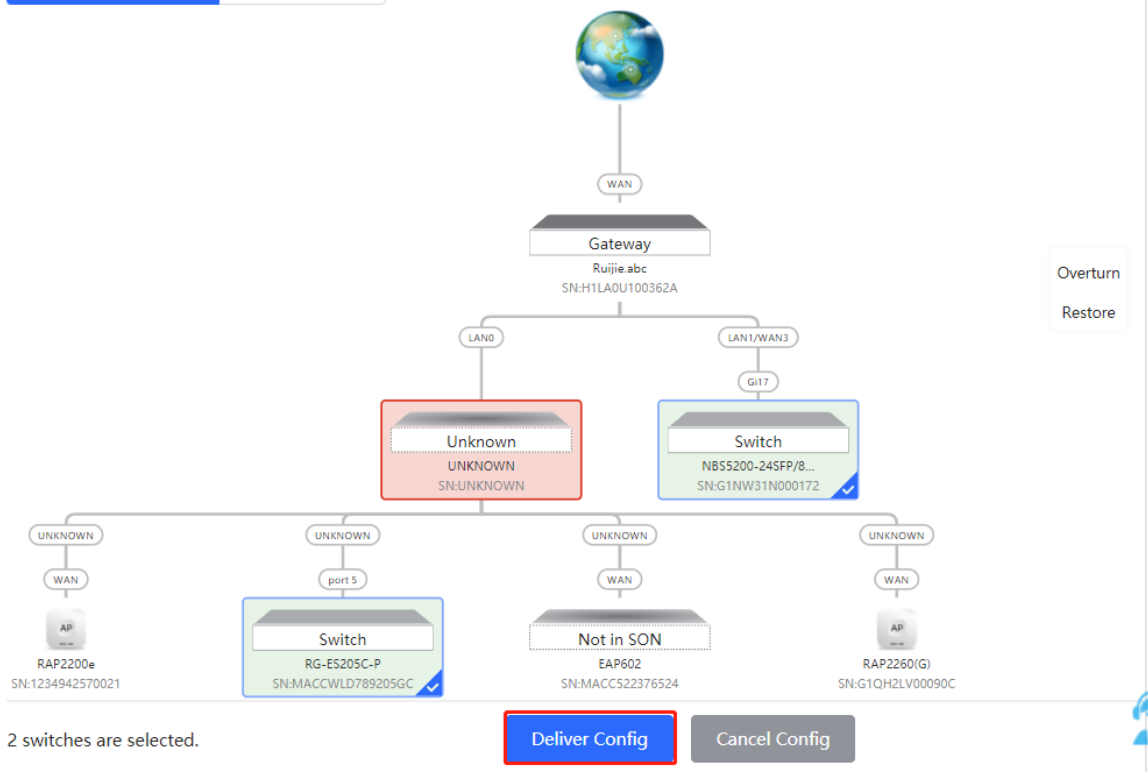 WAN
Gateway
Ruijie.abc
SN:H1LA0U100362A
Overturn
Restore
LAN0
LAN1/WAN3
Gi17
Unknown
UNKNOWN
SN:UNKNOWN
Switch
NBS5200-24SFP/8...
SN:G1NW31N000172
UNKNOWN
UNKNOWN
UNKNOWN
UNKNOWN
WAN
port 5
WAN
WAN
AP
RAP2200e
SN:1234942570021
Switch
RG-ES205C-P
SN:MACCWLD789205GC
Not in SON
EAP602
SN:MACC522376524
AP
RAP2260(G)
SN:G1QH2LV00090C
2 switches are selected.
Deliver Config
Cancel Config